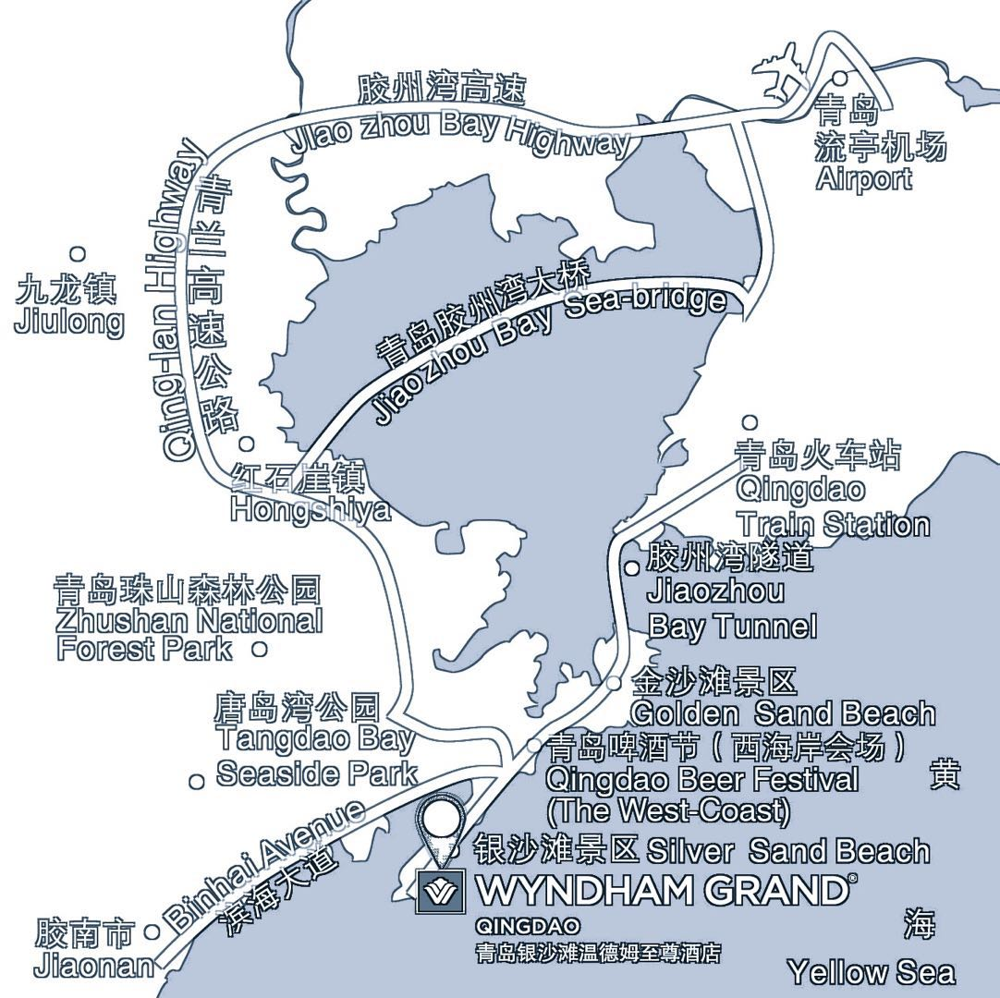 胶州湾高速
Jiao zhou Bay Highway
青岛
流亭机场
Airport
Qing-lan Highway
青兰高速公路
九龙镇
Jiulong
青岛胶州湾大桥
Jiaozhou Bay Sea-bridge
青岛火车站
Qingdao
Train Station
红石崖镇
Hongshiya
胶州湾隧道
Jiaozhou
Bay Tunnel
青岛珠山森林公园
Zhushan National
Forest Park
金沙滩景区
Golden Sand Beach
唐岛湾公园
Tangdao Bay
Seaside Park
青岛啤酒节（西海岸会场）
Qingdao Beer Festival
(The West-Coast)
黄
Binhai Avenue
滨海大道
银沙滩景区 Silver Sand Beach
WYNDHAM GRAND®
QINGDAO
青岛银沙滩温德姆至尊酒店
胶南市
Jiaonan
海
Yellow Sea